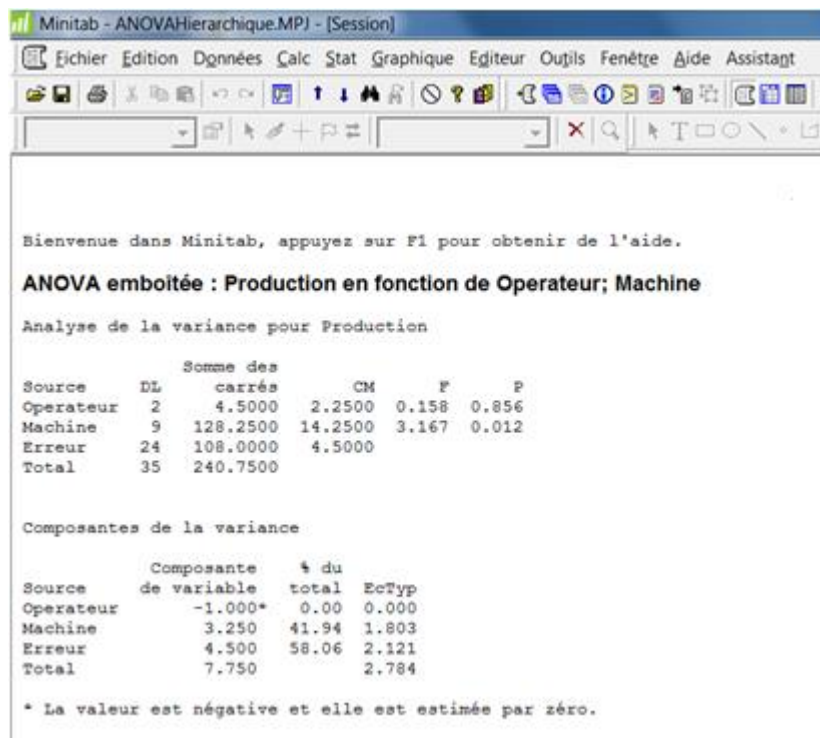 Minitab - ANOVAHierarchique.MPJ - [Session]
Eichier Edition Données Calc Stat Graphique Editeur Outils Fenêtre Aide Assistant
Bienvenue dans Minitab, appuyez sur F1 pour obtenir de l'aide.
ANOVA emboîtée : Production en fonction de Operateur; Machine
Analyse de la variance pour Production
Somme des
Source DL carrés CM F P
Operateur 2 4.5000 2.2500 0.158 0.856
Machine 9 128.2500 14.2500 3.167 0.012
Erreur 24 108.0000 4.5000
Total 35 240.7500
Composantes de la variance
Composante % du
Source de variable total EcTyp
Operateur -1.000* 0.00 0.000
Machine 3.250 41.94 1.803
Erreur 4.500 58.06 2.121
Total 7.750 2.784
* La valeur est négative et elle est estimée par zéro.